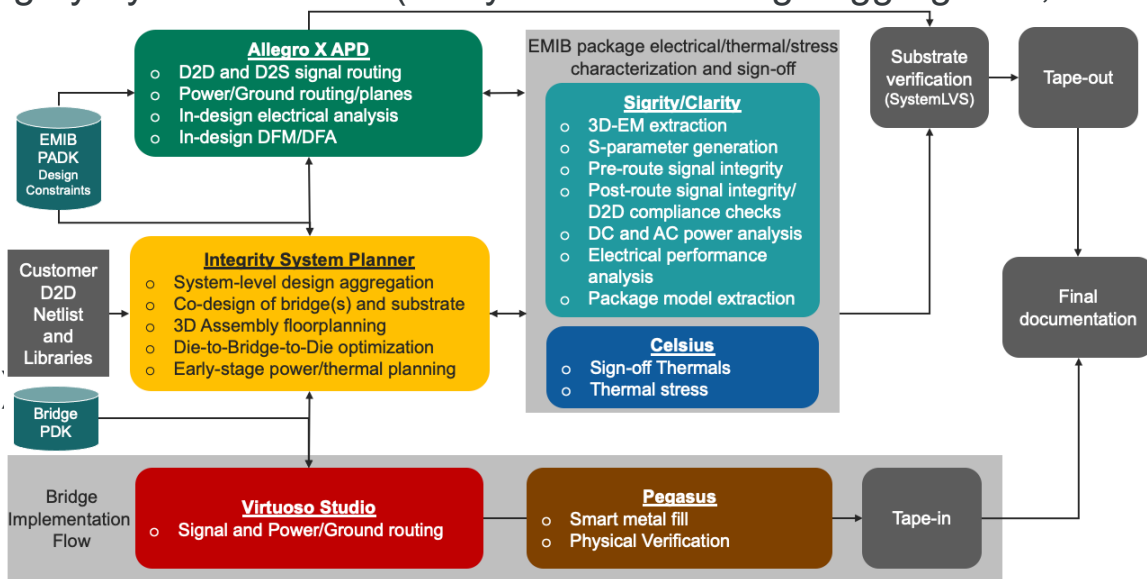 Allegro X APD
D2D and D2S signal routing
Power/Ground routing/planes
In-design electrical analysis
In-design DFM/DFA
EMIB package electrical/thermal/stress
characterization and sign-off
Substrate
verification
(SystemLVS)
Tape-out
EMIB
PADK
Design
Constraints
Sigrity/Clarity
3D-EM extraction
S-parameter generation
Pre-route signal integrity
Post-route signal integrity/
D2D compliance checks
DC and AC power analysis
Electrical performance
analysis
Package model extraction
Customer
D2D
Netlist
and
Libraries
Integrity System Planner
System-level design aggregation
Co-design of bridge(s) and substrate
3D Assembly floorplanning
Die-to-Bridge-to-Die optimization
Early-stage power/thermal planning
Final
documentation
Celsius
Sign-off Thermals
Thermal stress
Bridge
PDK
Bridge
Implementation
Flow
Virtuoso Studio
Signal and Power/Ground routing
Pegasus
Smart metal fill
Physical Verification
Tape-in